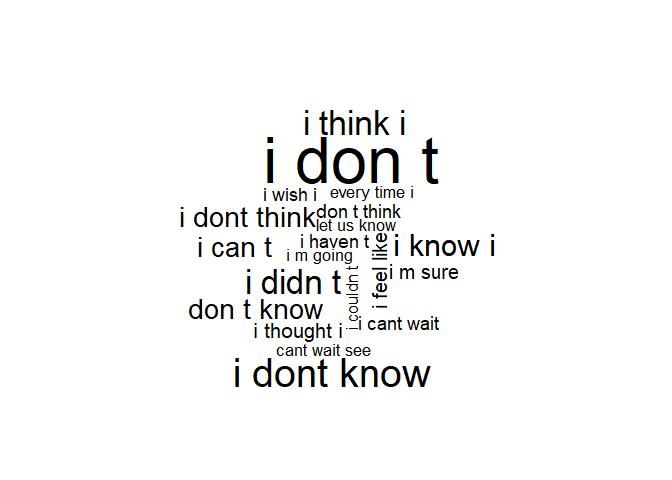 i think i
i don t
i wish i
every time i
i dont think
don t think
let us know
i can t
i haven t
i know i
i m going
i feel like
i m sure
i didn t
i couldn t
don t know
i thought i
i cant wait
cant wait see
i dont know